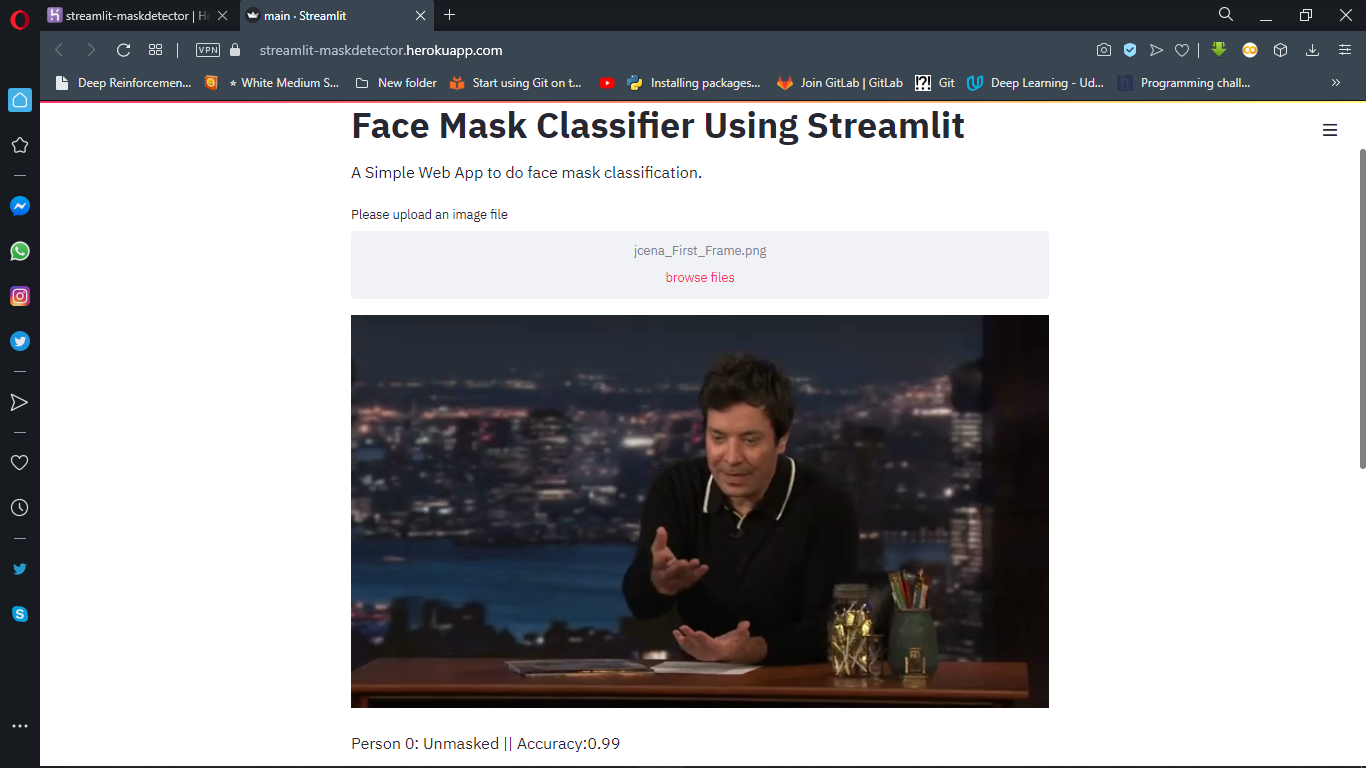 streamlit-maskdetector | He
main · Streamlit
VPN
streamlit-maskdetector.herokuapp.com
Deep Reinforcemen...
★ White Medium S...
New folder
Start using Git on t...
Installing packages...
Join GitLab | GitLab
Git
Deep Learning - Ud...
Programming chall...
Face Mask Classifier Using Streamlit
A Simple Web App to do face mask classification.
Please upload an image file
jcena_First_Frame.png
browse files
Person 0: Unmasked || Accuracy:0.99